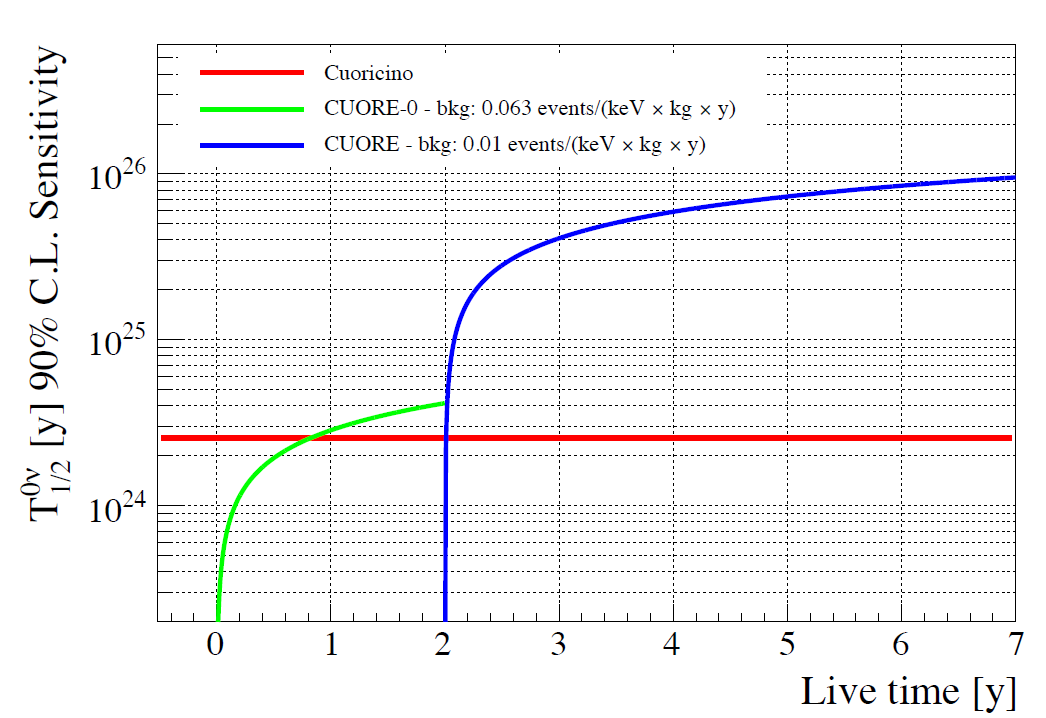 Cuoricino
CUORE-0 - bkg: 0.063 events/(keV × kg × y)
CUORE - bkg: 0.01 events/(keV × kg × y)
T^{0ν}_{1/2} [y] 90% C.L. Sensitivity
10^{26}
10^{25}
10^{24}
0 1 2 3 4 5 6 7
Live time [y]